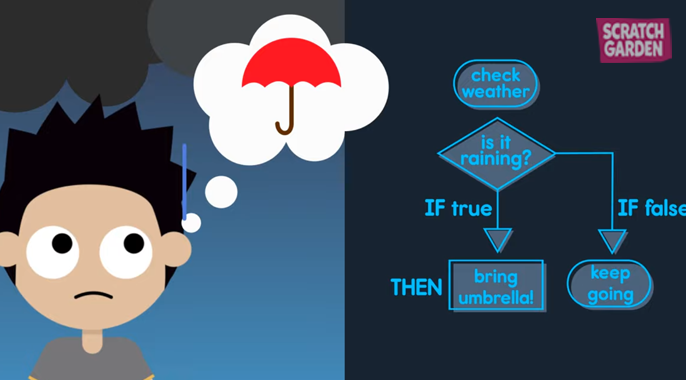 SCRATCH
GARDEN
check
weather
is it
raining?
IF true
IF false
THEN
bring
umbrella!
keep
going